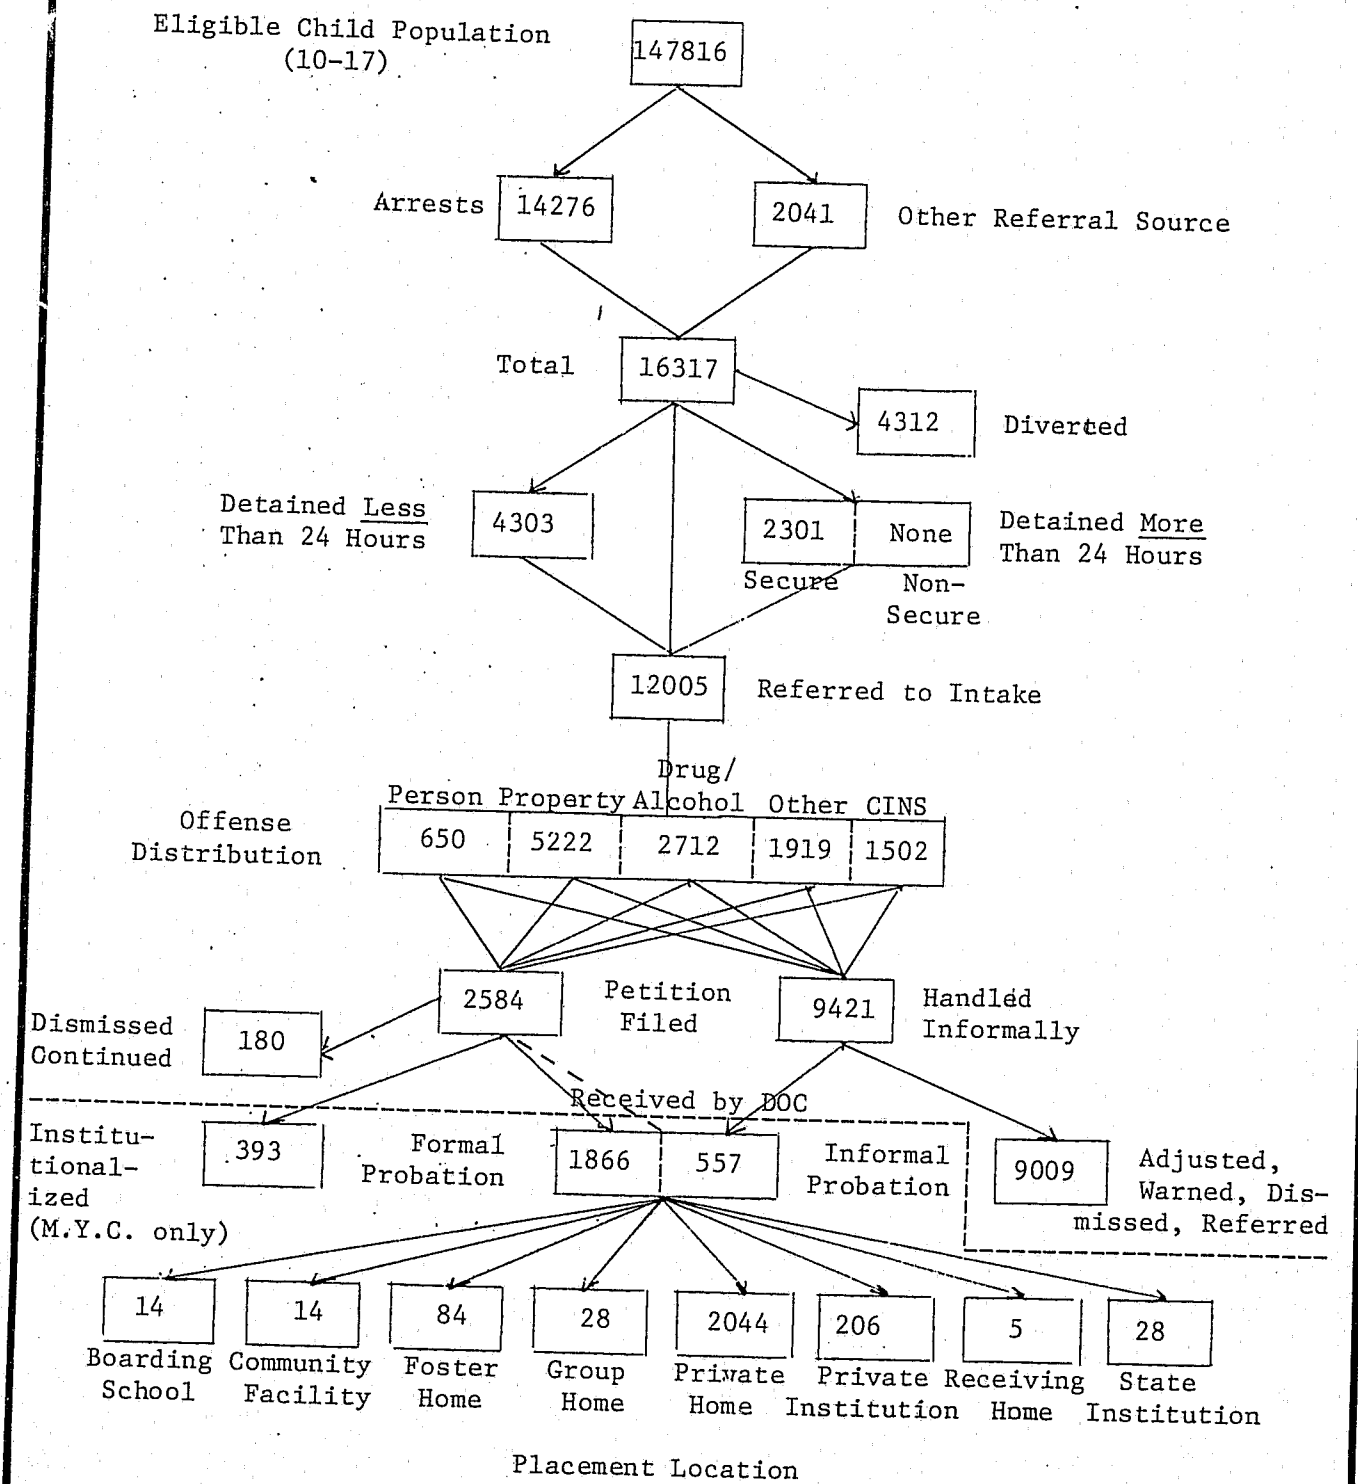 Eligible Child Population
(10-17)
147816
Arrests
14276
2041
Other Referral Source
Total
16317
4312
Diverted
Detained Less
Than 24 Hours
4303
2301
None
Detained More
Than 24 Hours
Secure
Non-
Secure
12005
Referred to Intake
Drug/
Person Property Alcohol Other CINS
Offense
Distribution
650 5222 2712 1919 1502
2584
Petition
Filed
9421
Handled
Informally
Dismissed
Continued
180
Received by DOC
Institu-
tional-
ized
(M.Y.C. only)
393
Formal
Probation
1866
557
Informal
Probation
9009
Adjusted,
Warned, Dis-
missed, Referred
14 14 84 28 2044 206 5 28
Boarding Community Foster Group Private Private Receiving State
School Facility Home Home Home Institution Home Institution
Placement Location